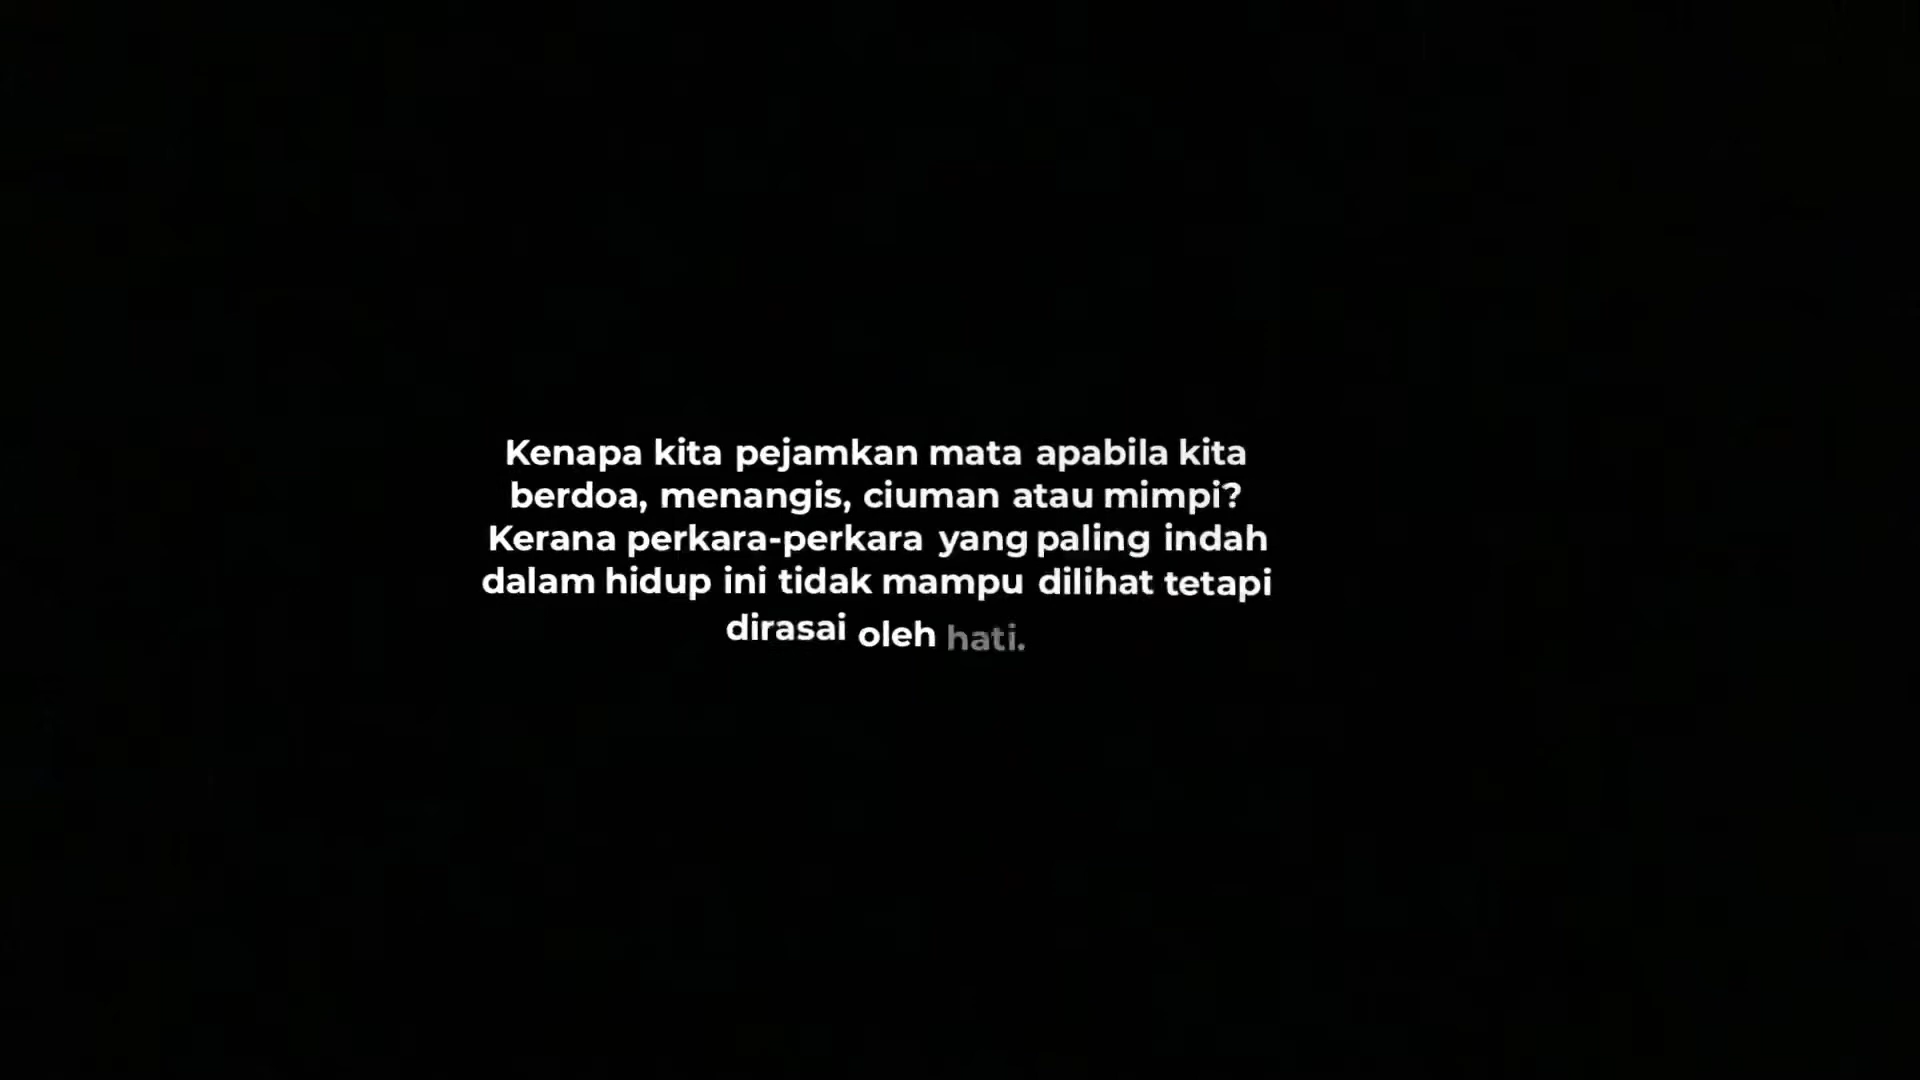 Kenapa kita pejamkan mata apabila kita
berdoa, menangis, ciuman atau mimpi?
Kerana perkara-perkara yang paling indah
dalam hidup ini tidak mampu dilihat tetapi
dirasai oleh hati.